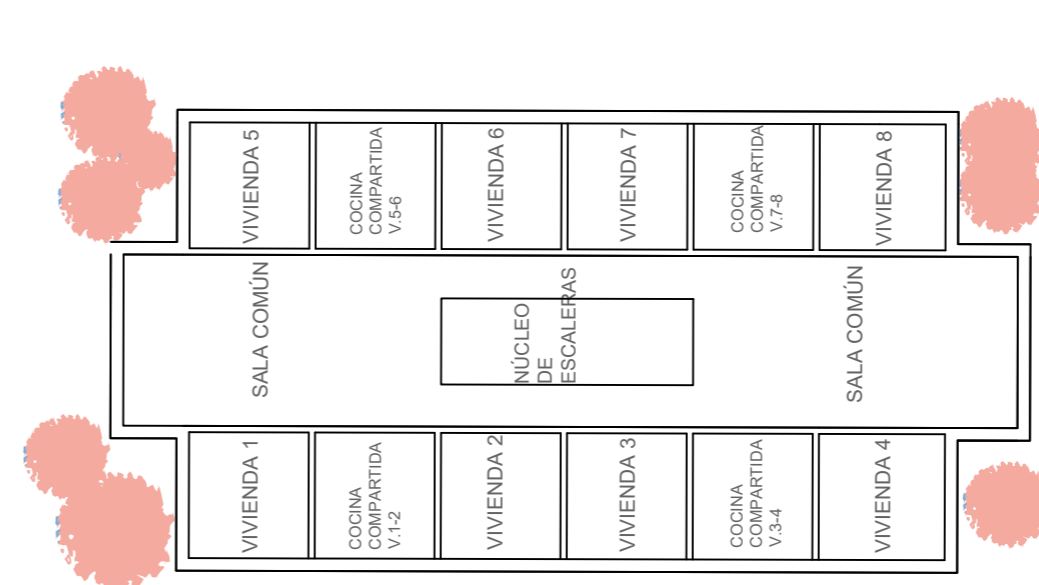 VIVIENDA 5
COCINA
COMPARTIDA
V.5-6
VIVIENDA 6
VIVIENDA 7
COCINA
COMPARTIDA
V.7-8
VIVIENDA 8
SALA COMÚN
NÚCLEO
DE
ESCALERAS
SALA COMÚN
VIVIENDA 1
COCINA
COMPARTIDA
V.1-2
VIVIENDA 2
VIVIENDA 3
COCINA
COMPARTIDA
V.3-4
VIVIENDA 4